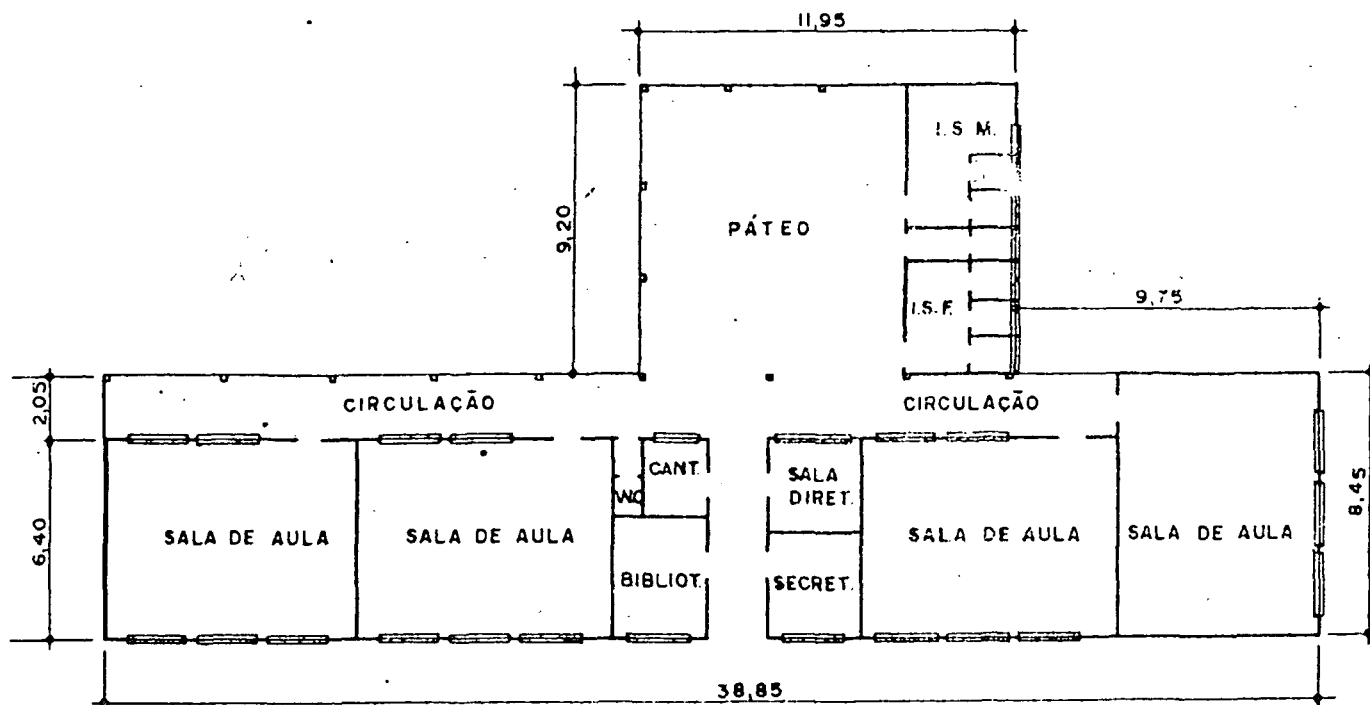 11,95
I.S M.
9,20
PÁTEO
9,75
I.S.F.
2,05
CIRCULAÇÃO
CIRCULAÇÃO
CANT.
SALA
DIRET.
WC
6,40
SALA DE AULA
SALA DE AULA
SALA DE AULA
SALA DE AULA
8,45
BIBLIOT.
SECRET.
38,85